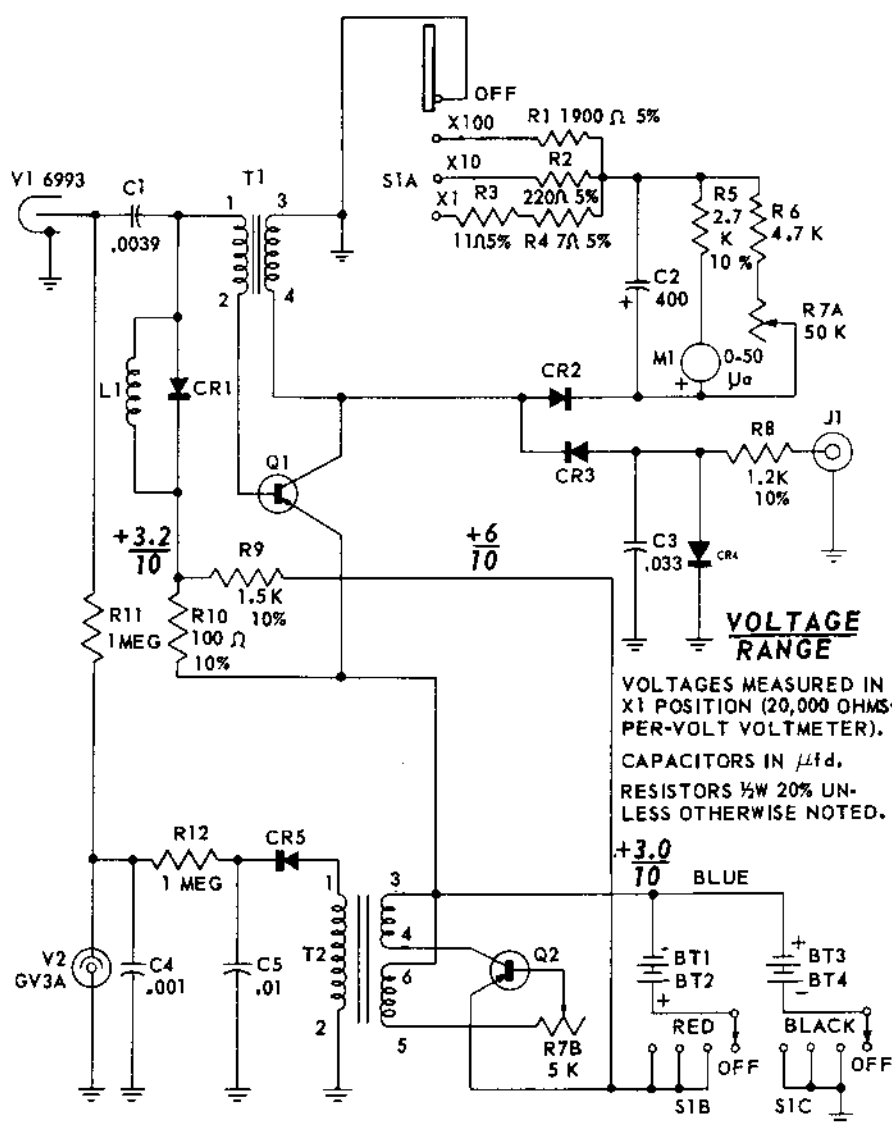 OFF
R1 1900 Ω 5%
X100
V1 6993
C1
T1
X10
R2
S1A
1
3
X1
R3
220Ω 5%
R5
2.7
K
10 %
R6
4.7 K
.0039
11Ω5%
R4 7Ω 5%
2
4
C2
+
400
R7A
50 K
M1
0-50
+
μa
L1
CR1
CR2
J1
R8
Q1
CR3
1.2K
10%
+3.2
10
R9
+6
10
C3
.033
CR4
1.5K
10%
R11
1MEG
R10
100 Ω
10%
VOLTAGE
RANGE
VOLTAGES MEASURED IN
X1 POSITION (20,000 OHMS-
PER-VOLT VOLTMETER).
CAPACITORS IN μfd.
RESISTORS ½W 20% UN-
LESS OTHERWISE NOTED.
R12
CR5
+3.0
10
1 MEG
1
3
BLUE
V2
GV3A
C4
.001
C5
.01
T2
4
6
Q2
-
BT1
BT2
+
+
BT3
BT4
-
2
5
R7B
5 K
RED
OFF
BLACK
OFF
S1B
S1C